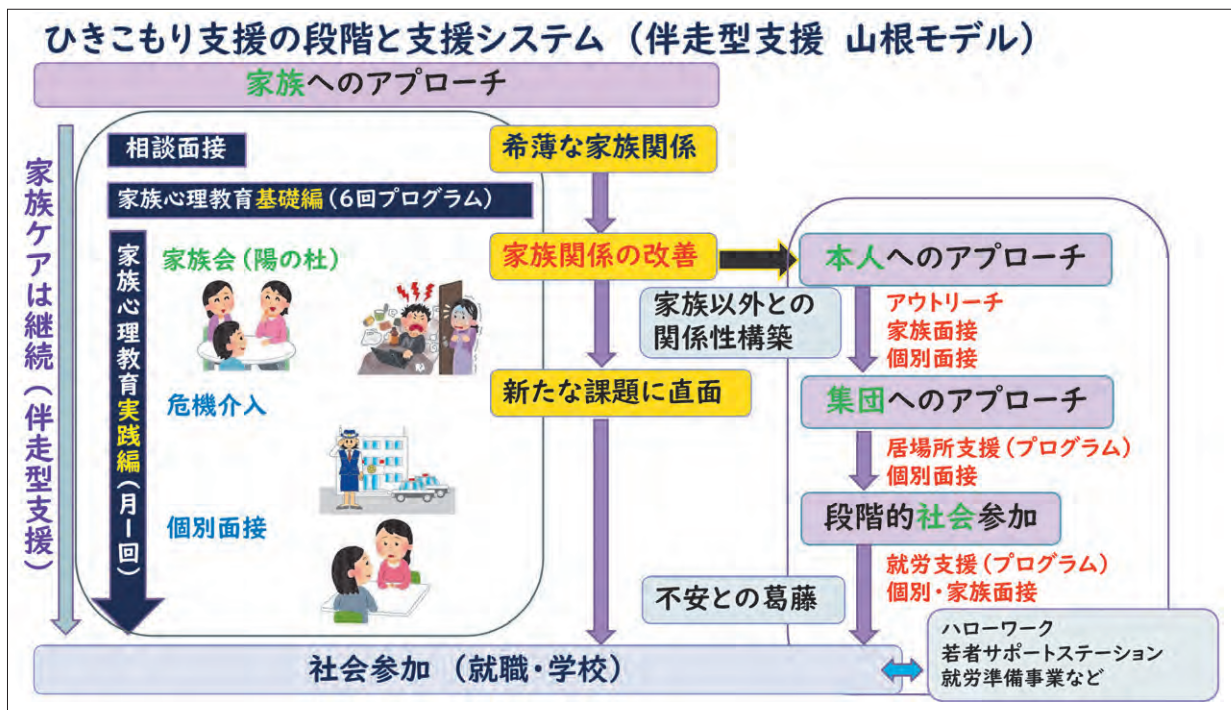 ひきこもり支援の段階と支援システム（伴走型支援 山根モデル）
家族へのアプローチ
家族ケアは継続（伴走型支援）
相談面接
家族心理教育基礎編（6回プログラム）
家族心理教育実践編（月一回）
家族会（陽の杜）
危機介入
個別面接
希薄な家族関係
家族関係の改善
家族以外との
関係性構築
新たな課題に直面
不安との葛藤
本人へのアプローチ
アウトリーチ
家族面接
個別面接
集団へのアプローチ
居場所支援（プログラム）
個別面接
段階的社会参加
就労支援（プログラム）
個別・家族面接
社会参加（就職・学校）
ハローワーク
若者サポートステーション
就労準備事業など